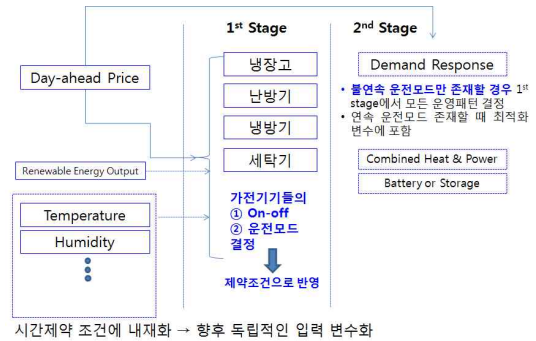 1st Stage
2nd Stage
Day-ahead Price
Renewable Energy Output
Temperature
Humidity
냉장고
난방기
냉방기
세탁기
가전기기들의
① On-off
② 운전모드
결정
제약조건으로 반영
Demand Response
• 불연속 운전모드만 존재할 경우 1st
stage에서 모든 운영패턴 결정
• 연속 운전모드 존재할 때 최적화
변수에 포함
Combined Heat & Power
Battery or Storage
시간제약 조건에 내재화 → 향후 독립적인 입력 변수화